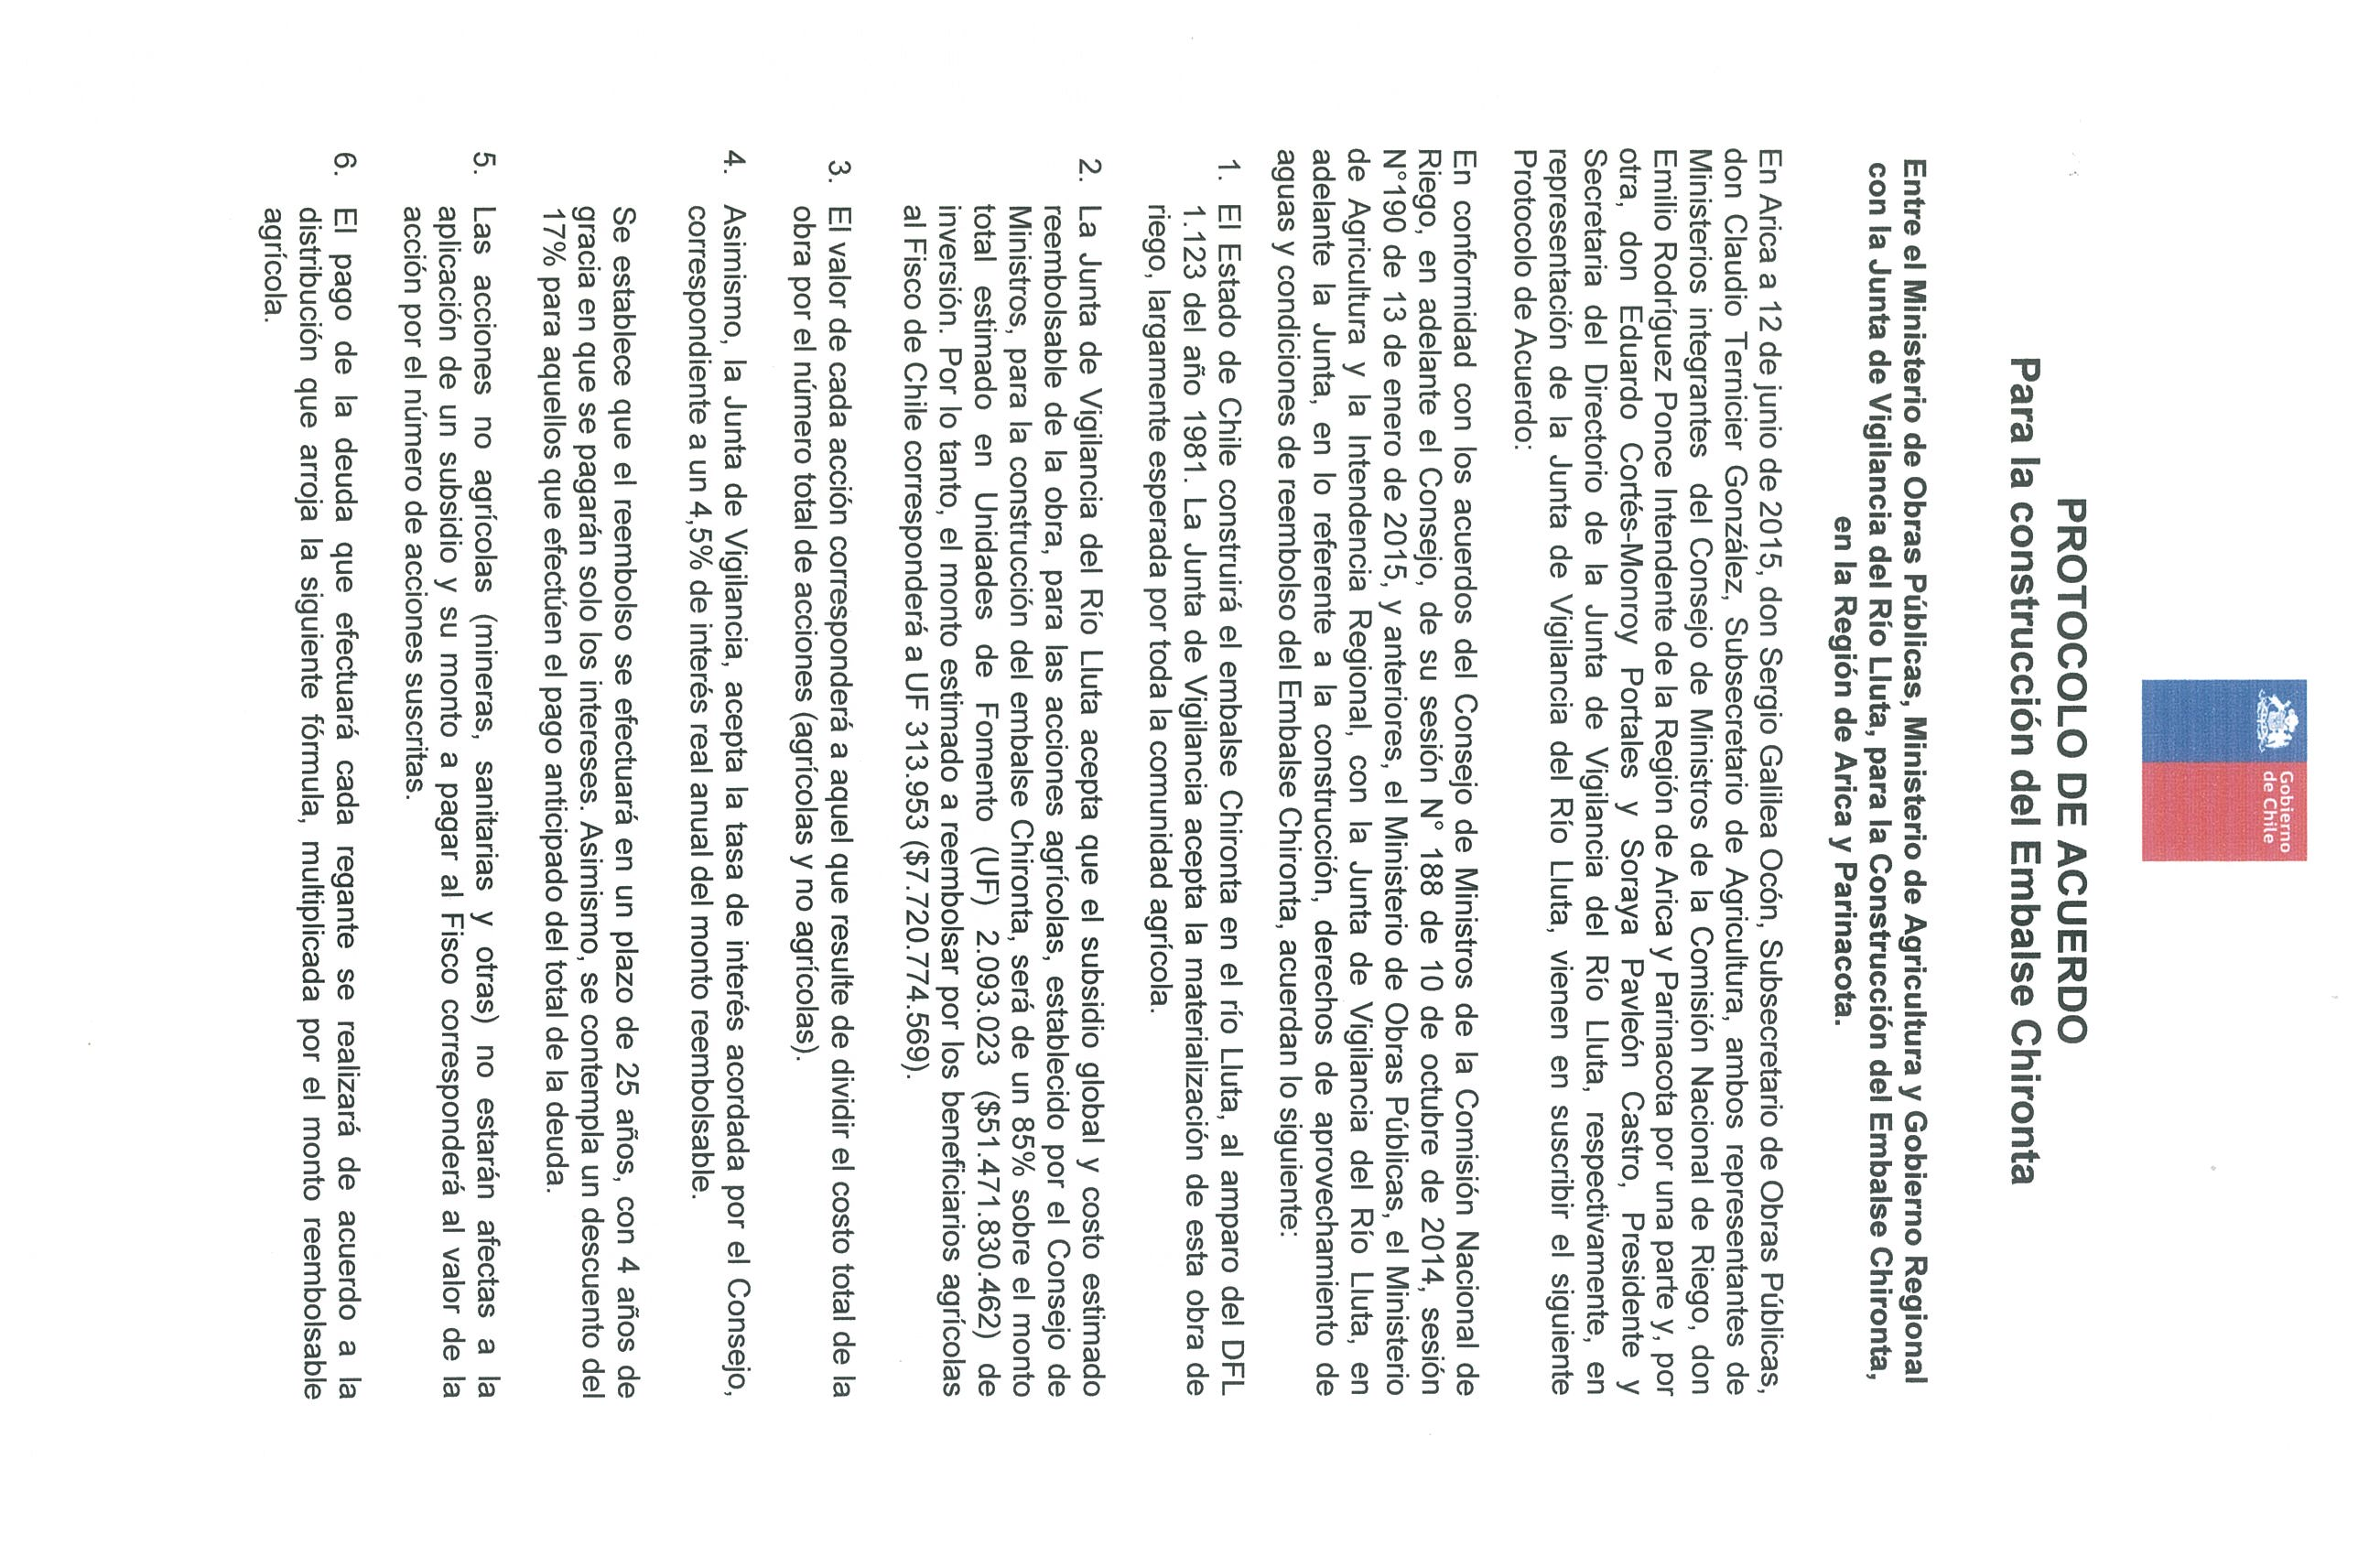 Gobierno
de Chile
PROTOCOLO DE ACUERDO
Para la construcción del Embalse Chironta
Entre el Ministerio de Obras Públicas, Ministerio de Agricultura y Gobierno Regional
con la Junta de Vigilancia del Río Lluta, para la Construcción del Embalse Chironta,
en la Región de Arica y Parinacota.
En Arica a 12 de junio de 2015, don Sergio Galilea Ocón, Subsecretario de Obras Públicas,
don Claudio Ternicier González, Subsecretario de Agricultura, ambos representantes de
Ministerios integrantes del Consejo de Ministros de la Comisión Nacional de Riego, don
Emilio Rodríguez Ponce Intendente de la Región de Arica y Parinacota por una parte y, por
otra, don Eduardo Cortés-Monroy Portales y Soraya Pavleón Castro, Presidente y
Secretaria del Directorio de la Junta de Vigilancia del Río Lluta, respectivamente, en
representación de la Junta de Vigilancia del Río Lluta, vienen en suscribir el siguiente
Protocolo de Acuerdo:
En conformidad con los acuerdos del Consejo de Ministros de la Comisión Nacional de
Riego, en adelante el Consejo, de su sesión N° 188 de 10 de octubre de 2014, sesión
N°190 de 13 de enero de 2015, y anteriores, el Ministerio de Obras Públicas, el Ministerio
de Agricultura y la Intendencia Regional, con la Junta de Vigilancia del Río Lluta, en
adelante la Junta, en lo referente a la construcción, derechos de aprovechamiento de
aguas y condiciones de reembolso del Embalse Chironta, acuerdan lo siguiente:
1. El Estado de Chile construirá el embalse Chironta en el río Lluta, al amparo del DFL
1.123 del año 1981. La Junta de Vigilancia acepta la materialización de esta obra de
riego, largamente esperada por toda la comunidad agrícola.
2. La Junta de Vigilancia del Río Lluta acepta que el subsidio global y costo estimado
reembolsable de la obra, para las acciones agrícolas, establecido por el Consejo de
Ministros, para la construcción del embalse Chironta, será de un 85% sobre el monto
total estimado en Unidades de Fomento (UF) 2.093.023 ($51.471.830.462) de
inversión. Por lo tanto, el monto estimado a reembolsar por los beneficiarios agrícolas
al Fisco de Chile corresponderá a UF 313.953 ($7.720.774.569).
3. El valor de cada acción corresponderá a aquel que resulte de dividir el costo total de la
obra por el número total de acciones (agrícolas y no agrícolas).
4. Asimismo, la Junta de Vigilancia, acepta la tasa de interés acordada por el Consejo,
correspondiente a un 4,5% de interés real anual del monto reembolsable.
Se establece que el reembolso se efectuará en un plazo de 25 años, con 4 años de
gracia en que se pagarán solo los intereses. Asimismo, se contempla un descuento del
17% para aquellos que efectúen el pago anticipado del total de la deuda.
5. Las acciones no agrícolas (mineras, sanitarias y otras) no estarán afectas a la
aplicación de un subsidio y su monto a pagar al Fisco corresponderá al valor de la
acción por el número de acciones suscritas.
6. El pago de la deuda que efectuará cada regante se realizará de acuerdo a la
distribución que arroja la siguiente fórmula, multiplicada por el monto reembolsable
agrícola.